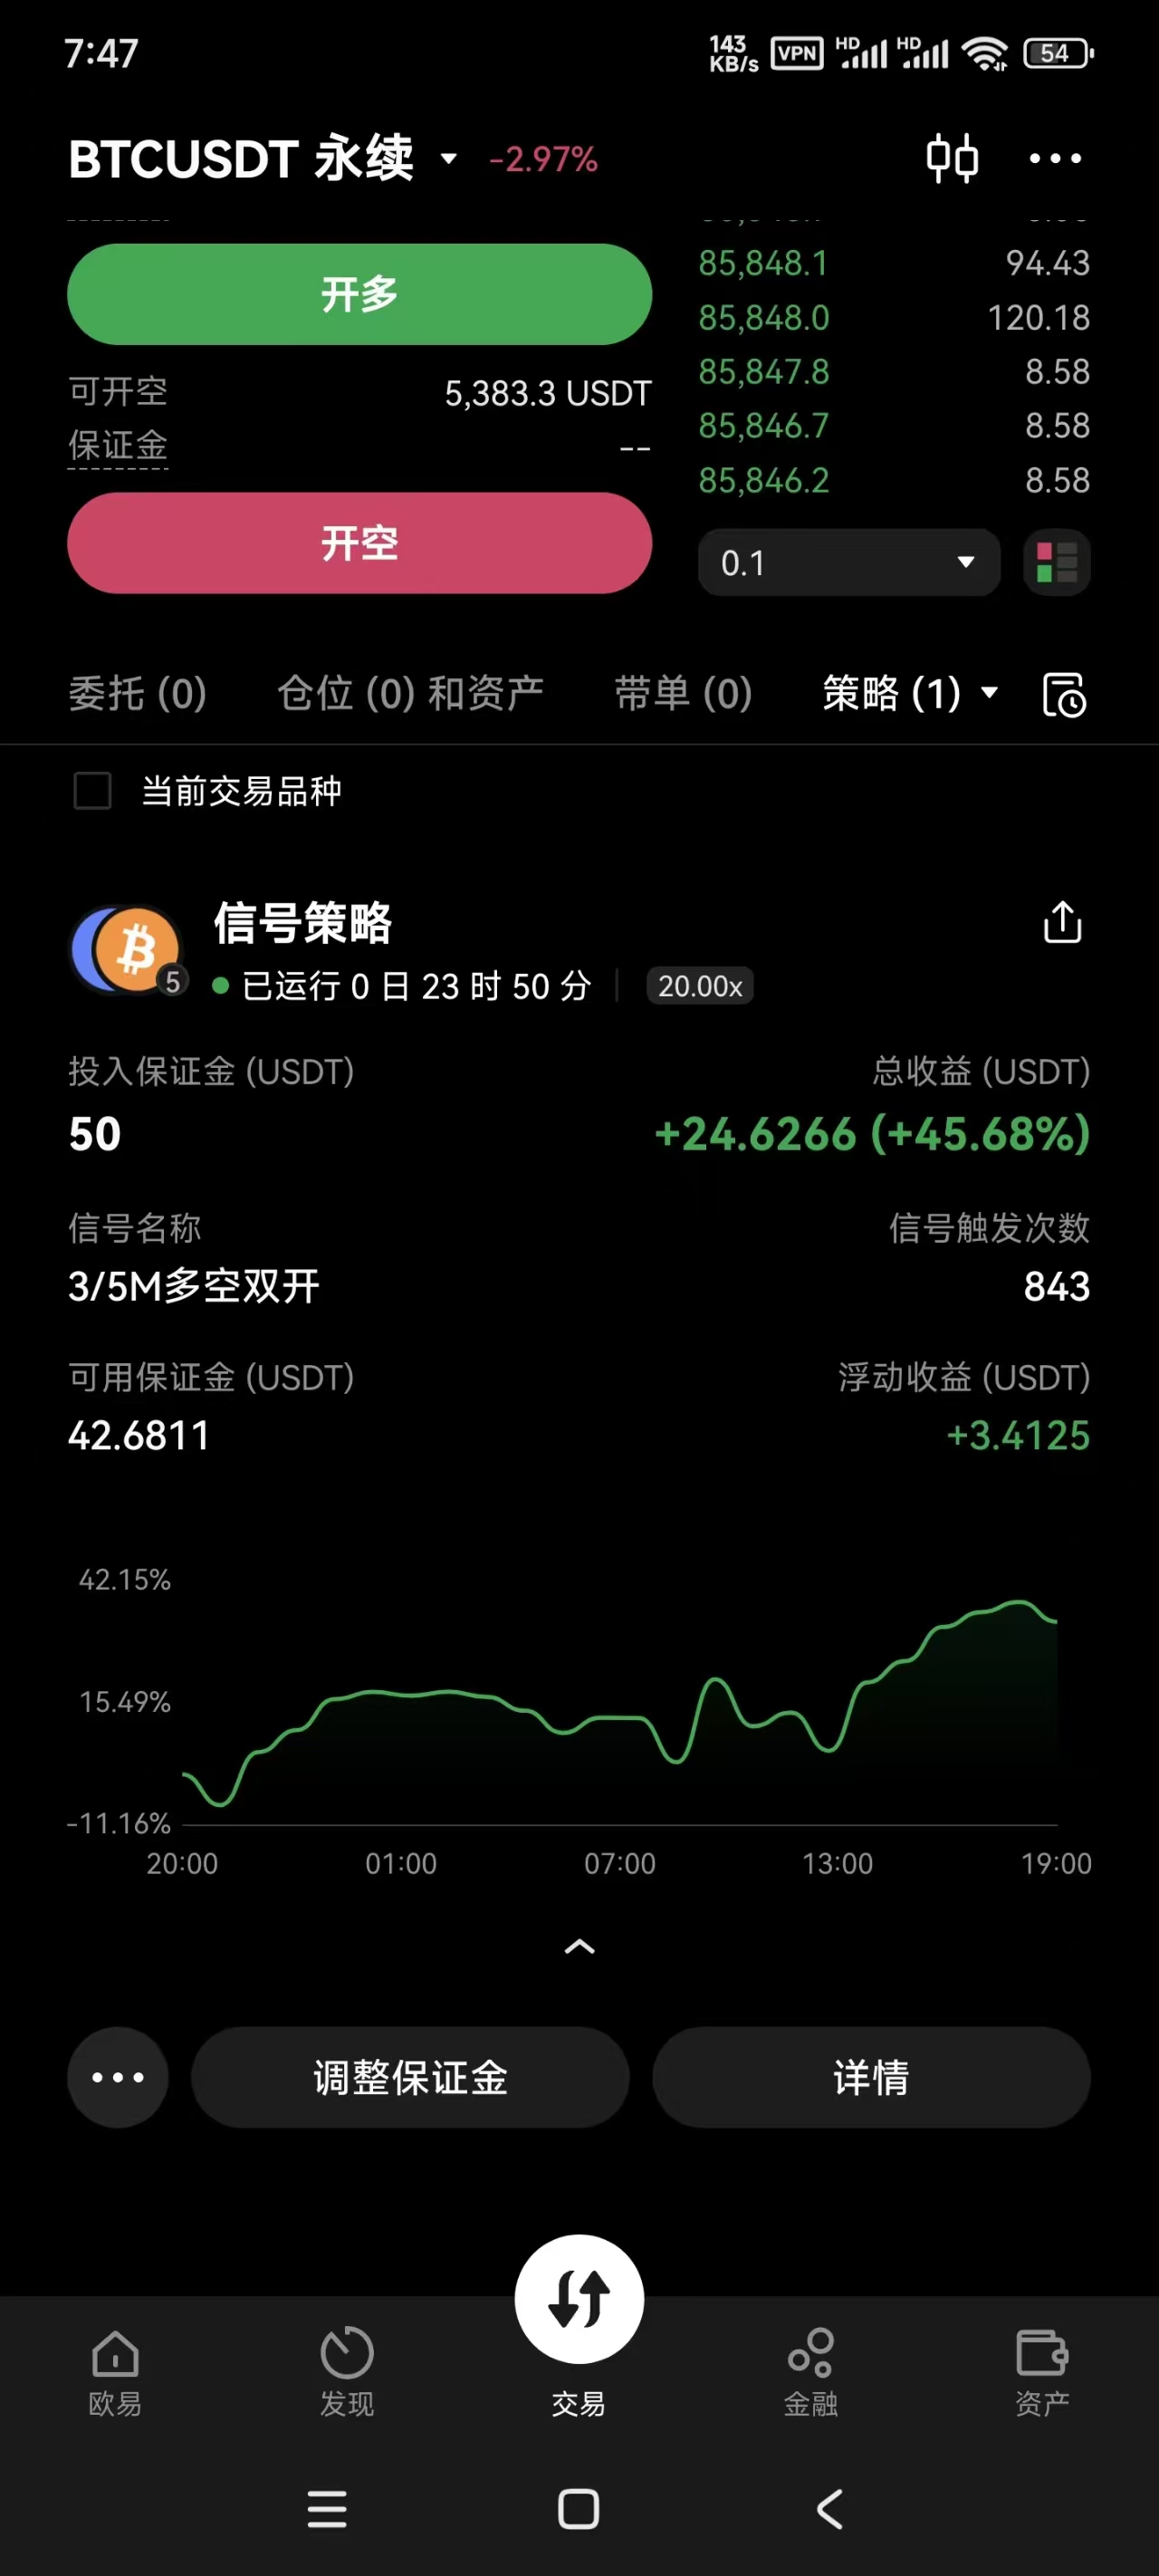 7:47
143 KB/s VPN HD HD 54
BTCUSDT 永续 -2.97%
85,848.1 94.43
开多
85,848.0 120.18
85,847.8 8.58
可开空 5,383.3 USDT
85,846.7 8.58
保证金 --
85,846.2 8.58
开空
0.1
委托 (0) 仓位 (0) 和资产 带单 (0) 策略 (1)
当前交易品种
信号策略
5
已运行 0 日 23 时 50 分 20.00x
投入保证金 (USDT) 总收益 (USDT)
50 +24.6266 (+45.68%)
信号名称 信号触发次数
3/5M多空双开 843
可用保证金 (USDT) 浮动收益 (USDT)
42.6811 +3.4125
42.15%
15.49%
-11.16%
20:00 01:00 07:00 13:00 19:00
调整保证金 详情
欧易 发现 交易 金融 资产